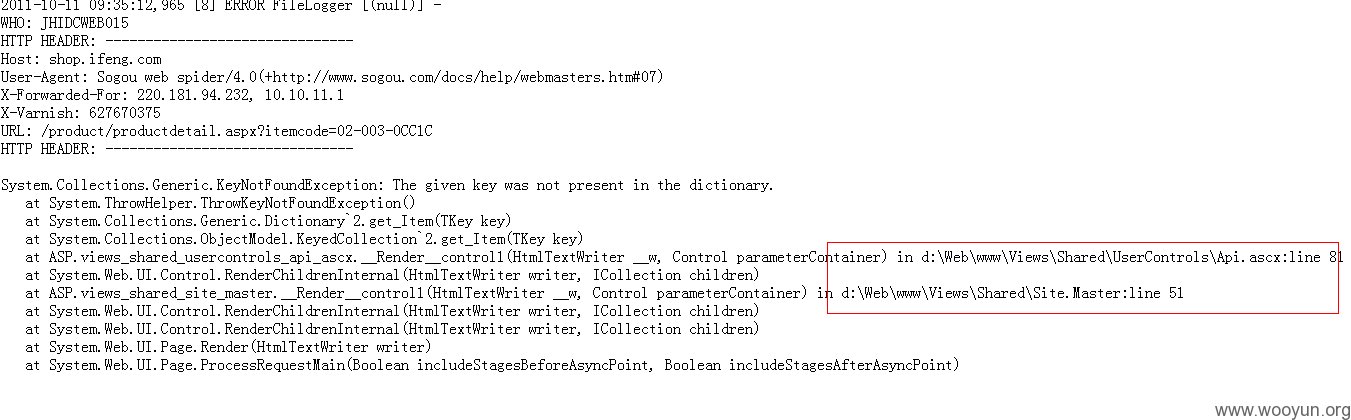 2011-10-11 09:35:12,965 [8] ERROR FileLogger [(null)] -
WHO: JHIDCWEB015
HTTP HEADER: -------------------------------
Host: shop.ifeng.com
User-Agent: Sogou web spider/4.0(+http://www.sogou.com/docs/help/webmasters.htm#07)
X-Forwarded-For: 220.181.94.232, 10.10.11.1
X-Varnish: 627670375
URL: /product/productdetail.aspx?itemcode=02-003-0CC1C
HTTP HEADER: -------------------------------
System.Collections.Generic.KeyNotFoundException: The given key was not present in the dictionary.
at System.ThrowHelper.ThrowKeyNotFoundException()
at System.Collections.Generic.Dictionary`2.get_Item(TKey key)
at System.Collections.ObjectModel.KeyedCollection`2.get_Item(TKey key)
at ASP.views_shared_usercontrols_api_ascx.__Render__control1(HtmlTextWriter __w, Control parameterContainer) in d:\Web\www\Views\Shared\UserControls\Api.ascx:line 81
at System.Web.UI.Control.RenderChildrenInternal(HtmlTextWriter writer, ICollection children)
at ASP.views_shared_site_master.__Render__control1(HtmlTextWriter __w, Control parameterContainer) in d:\Web\www\Views\Shared\Site.Master:line 51
at System.Web.UI.Control.RenderChildrenInternal(HtmlTextWriter writer, ICollection children)
at System.Web.UI.Control.RenderChildrenInternal(HtmlTextWriter writer, ICollection children)
at System.Web.UI.Page.Render(HtmlTextWriter writer)
at System.Web.UI.Page.ProcessRequestMain(Boolean includeStagesBeforeAsyncPoint, Boolean includeStagesAfterAsyncPoint)
www.wooyun.org